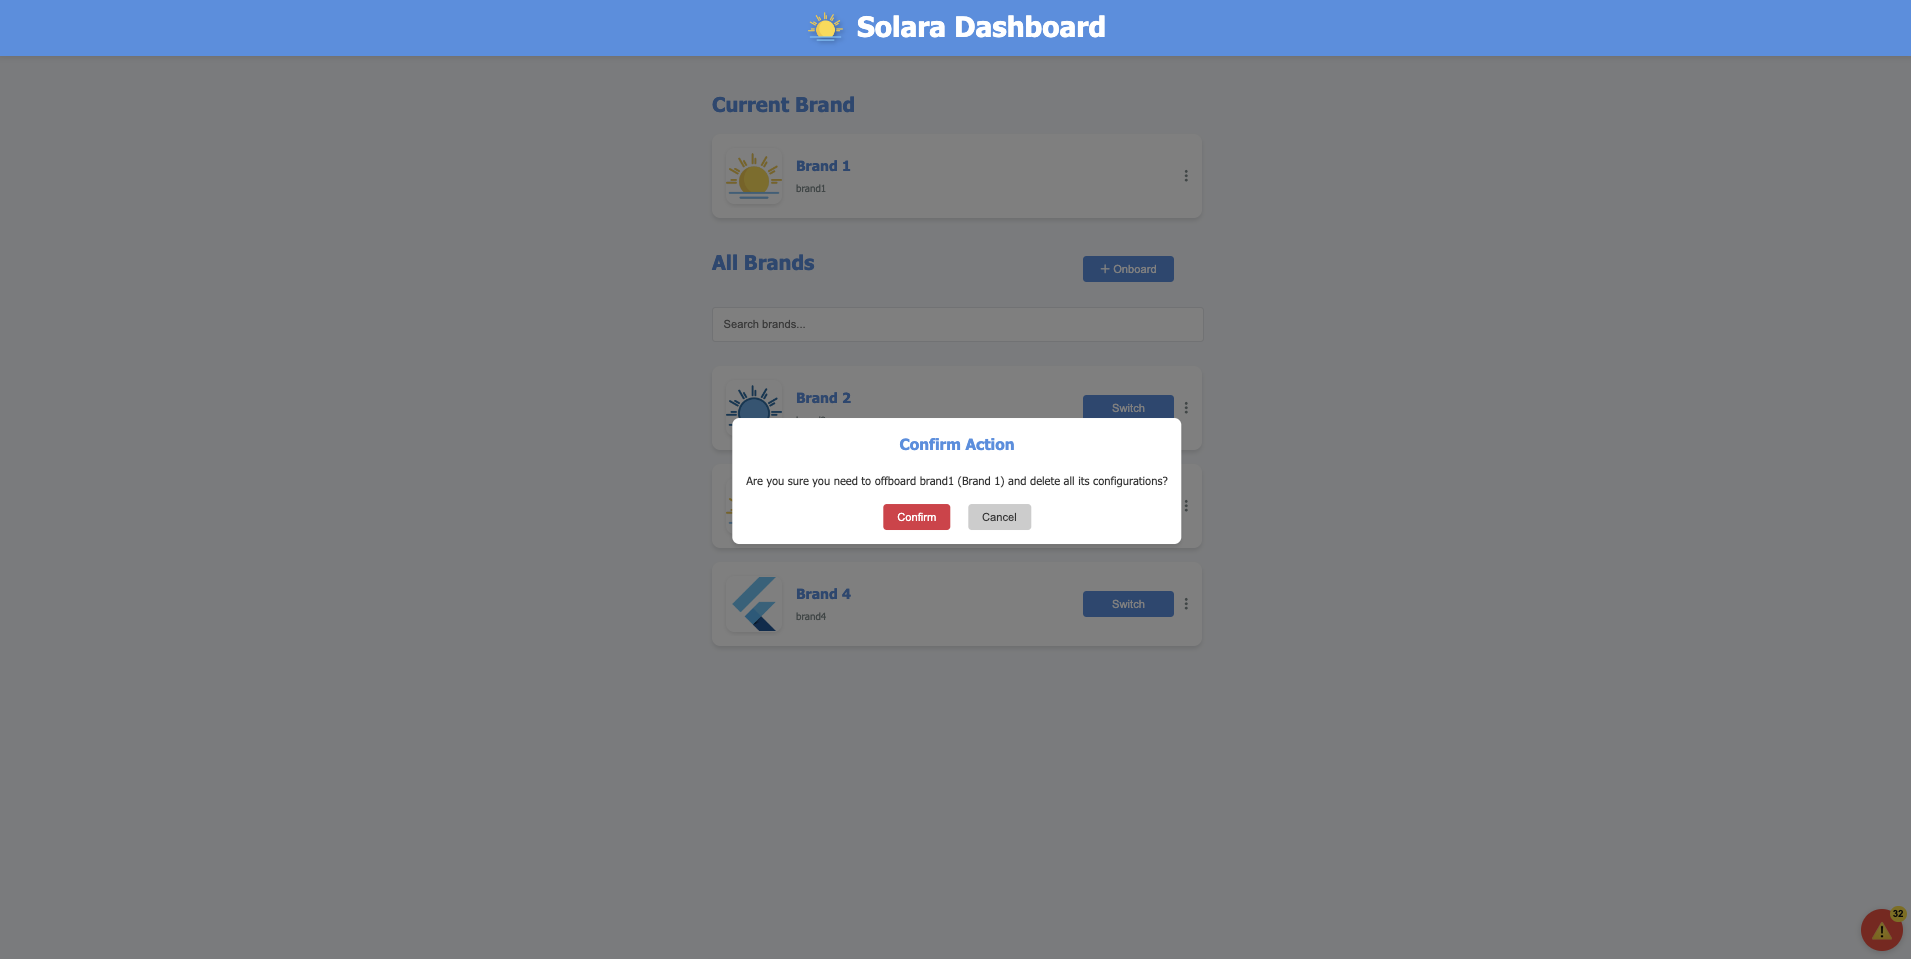 Solara Dashboard
Current Brand
Brand 1
brand1
All Brands
+ Onboard
Search brands...
Brand 2
Switch
Confirm Action
Are you sure you need to offboard brand1 (Brand 1) and delete all its configurations?
Confirm
Cancel
Brand 4
brand4
Switch
32